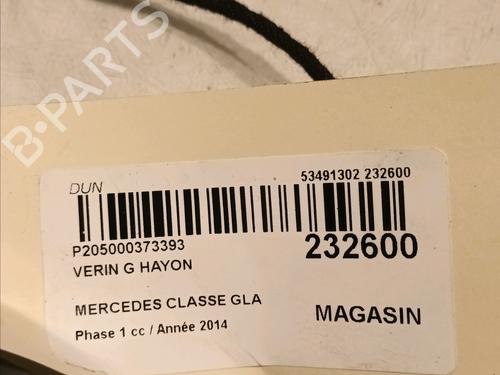 B-PARTS
DUN
53491302 232600
P205000373393
232600
VERIN G HAYON
MERCEDES CLASSE GLA
MAGASIN
Phase 1 cc / Année 2014